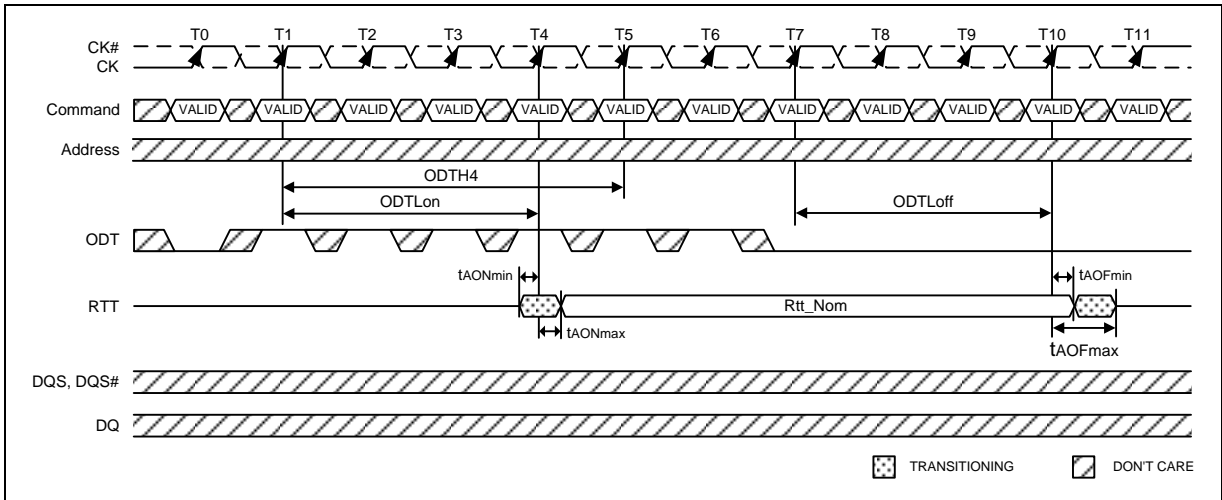 T0 T1 T2 T3 T4 T5 T6 T7 T8 T9 T10 T11
CK#
CK
Command VALID VALID VALID VALID VALID VALID VALID VALID VALID VALID VALID VALID
Address
ODTH4
ODTLon ODTLoff
ODT
tAONmin tAOFmin
RTT Rtt_Nom
tAONmax tAOFmax
DQS, DQS#
DQ
TRANSITIONING DON'T CARE